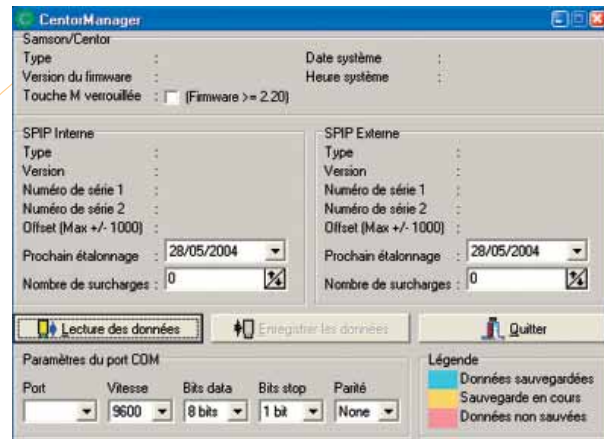 CentorManager
Samson/Centor
Type :
Date système :
Version du firmware :
Heure système :
Touche M verrouillée : (Firmware >= 2.20)
SPIP Interne
Type :
Version :
Numéro de série 1 :
Numéro de série 2 :
Offset (Max +/- 1000) :
Prochain étalonnage : 28/05/2004
Nombre de surcharges : 0
SPIP Externe
Type :
Version :
Numéro de série 1 :
Numéro de série 2 :
Offset (Max +/- 1000) :
Prochain étalonnage : 28/05/2004
Nombre de surcharges : 0
Lecture des données
Enregistrer les données
Quitter
Paramètres du port COM
Port Vitesse Bits data Bits stop Parité
9600 8 bits 1 bit None
Légende
Données sauvegardées
Sauvegarde en cours
Données non sauvées